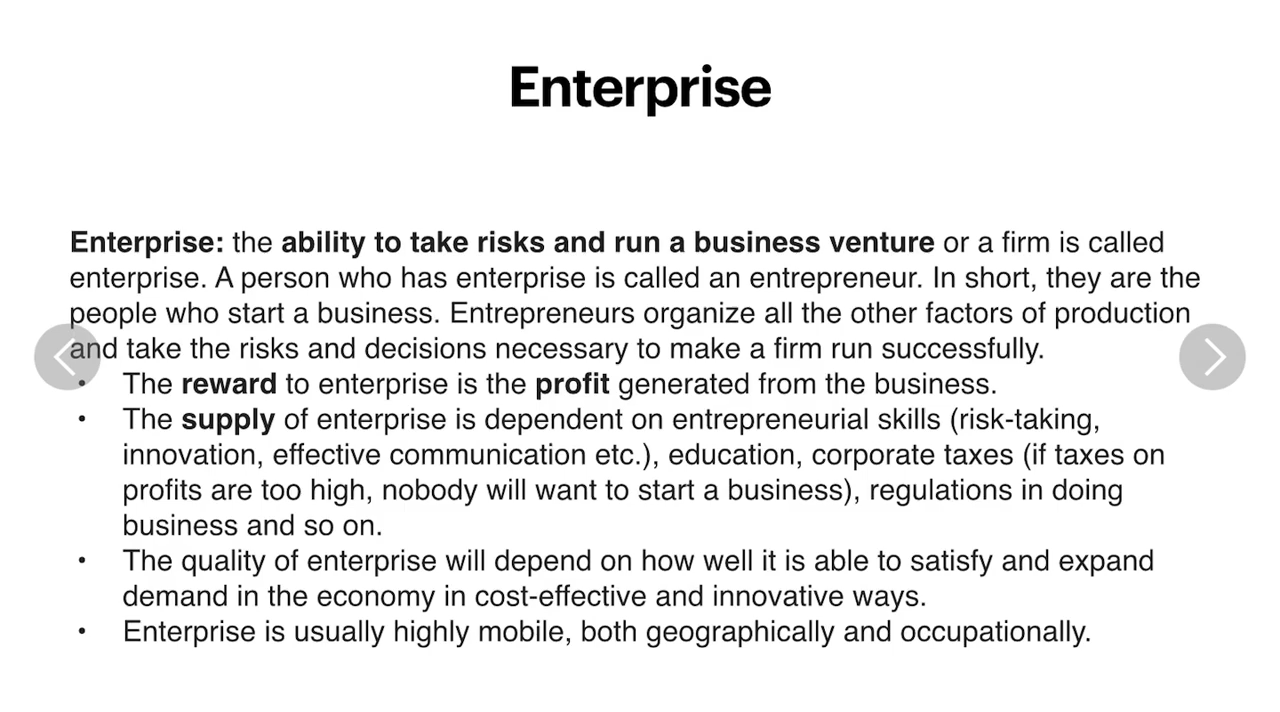 Enterprise
Enterprise: the ability to take risks and run a business venture or a firm is called
enterprise. A person who has enterprise is called an entrepreneur. In short, they are the
people who start a business. Entrepreneurs organize all the other factors of production
and take the risks and decisions necessary to make a firm run successfully.
• The reward to enterprise is the profit generated from the business.
• The supply of enterprise is dependent on entrepreneurial skills (risk-taking,
innovation, effective communication etc.), education, corporate taxes (if taxes on
profits are too high, nobody will want to start a business), regulations in doing
business and so on.
• The quality of enterprise will depend on how well it is able to satisfy and expand
demand in the economy in cost-effective and innovative ways.
• Enterprise is usually highly mobile, both geographically and occupationally.